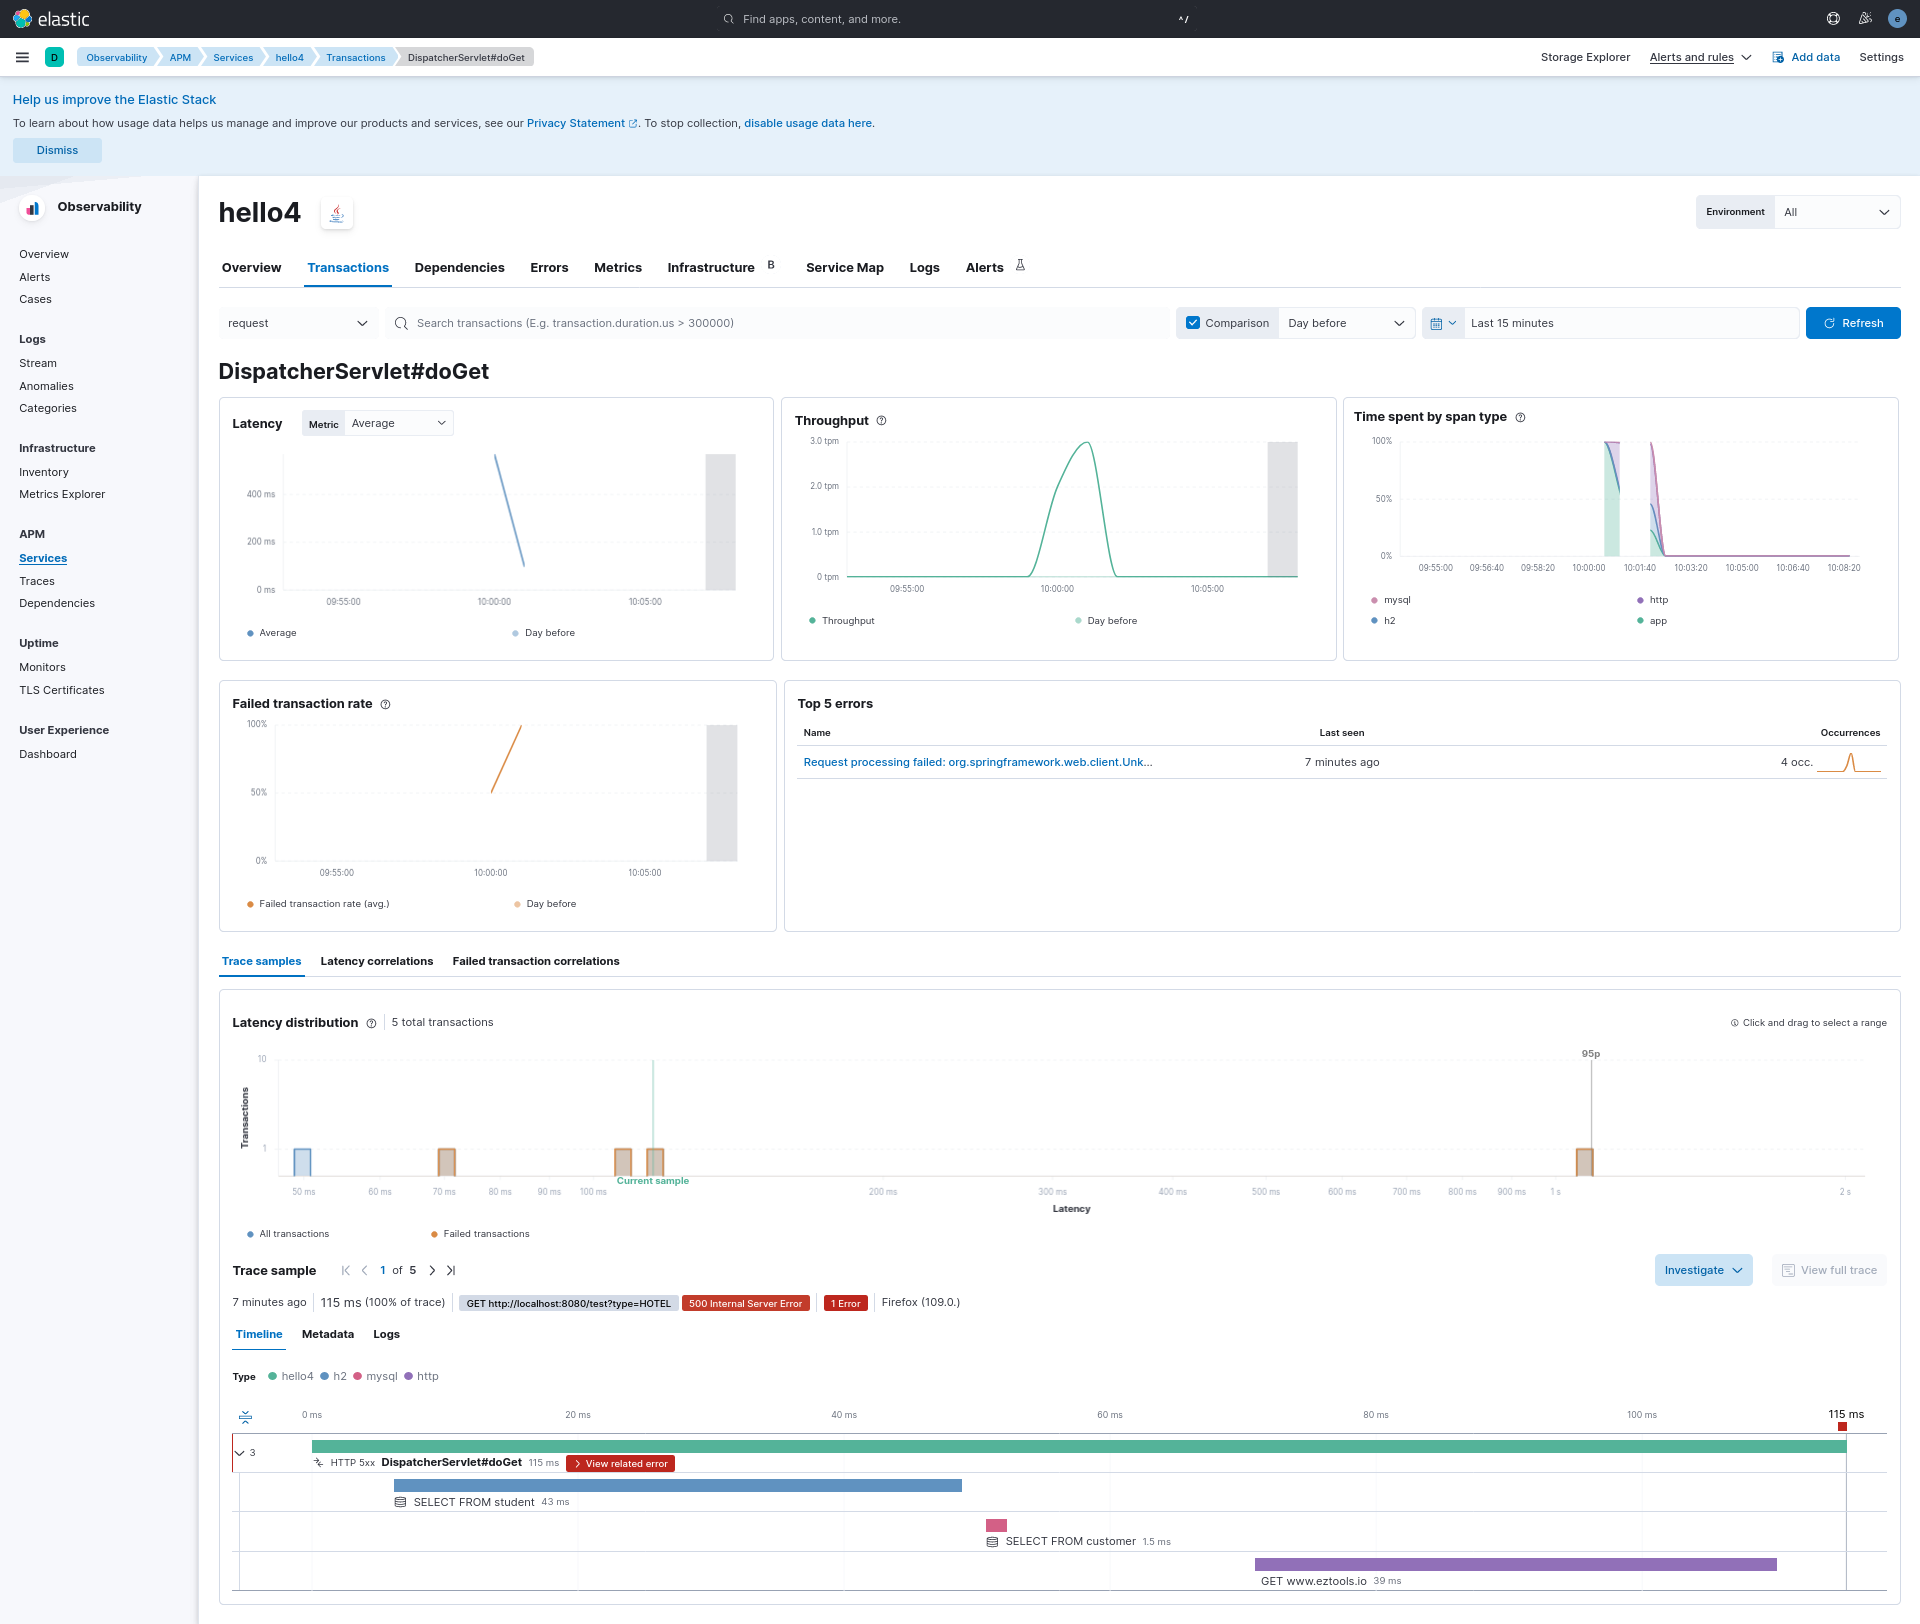 elastic
Find apps, content, and more.
^/
e
D
Observability
APM
Services
hello4
Transactions
DispatcherServlet#doGet
Storage Explorer
Alerts and rules
Add data
Settings
Help us improve the Elastic Stack
To learn about how usage data helps us manage and improve our products and services, see our Privacy Statement. To stop collection, disable usage data here.
Dismiss
Observability
Overview
Alerts
Cases
Logs
Stream
Anomalies
Categories
Infrastructure
Inventory
Metrics Explorer
APM
Services
Traces
Dependencies
Uptime
Monitors
TLS Certificates
User Experience
Dashboard
hello4
Environment All
Overview Transactions Dependencies Errors Metrics Infrastructure B Service Map Logs Alerts
request
Search transactions (E.g. transaction.duration.us > 300000)
Comparison Day before
Last 15 minutes
Refresh
DispatcherServlet#doGet
Latency Metric Average
400 ms
200 ms
0 ms
09:55:00 10:00:00 10:05:00
Average Day before
Throughput
3.0 tpm
2.0 tpm
1.0 tpm
0 tpm
09:55:00 10:00:00 10:05:00
Throughput Day before
Time spent by span type
100%
50%
0%
09:55:00 09:56:40 09:58:20 10:00:00 10:01:40 10:03:20 10:05:00 10:06:40 10:08:20
mysql http
h2 app
Failed transaction rate
100%
50%
0%
09:55:00 10:00:00 10:05:00
Failed transaction rate (avg.) Day before
Top 5 errors
Name Last seen Occurrences
Request processing failed: org.springframework.web.client.Unk... 7 minutes ago 4 occ.
Trace samples Latency correlations Failed transaction correlations
Latency distribution 5 total transactions
Click and drag to select a range
95p
10
1
Transactions
Current sample
50 ms 60 ms 70 ms 80 ms 90 ms 100 ms 200 ms 300 ms 400 ms 500 ms 600 ms 700 ms 800 ms 900 ms 1 s 2 s
Latency
All transactions Failed transactions
Trace sample 1 of 5
Investigate
View full trace
7 minutes ago 115 ms (100% of trace) GET http://localhost:8080/test?type=HOTEL 500 Internal Server Error 1 Error Firefox (109.0.)
Timeline Metadata Logs
Type hello4 h2 mysql http
0 ms 20 ms 40 ms 60 ms 80 ms 100 ms 115 ms
3
HTTP 5xx DispatcherServlet#doGet 115 ms View related error
SELECT FROM student 43 ms
SELECT FROM customer 1.5 ms
GET www.eztools.io 39 ms